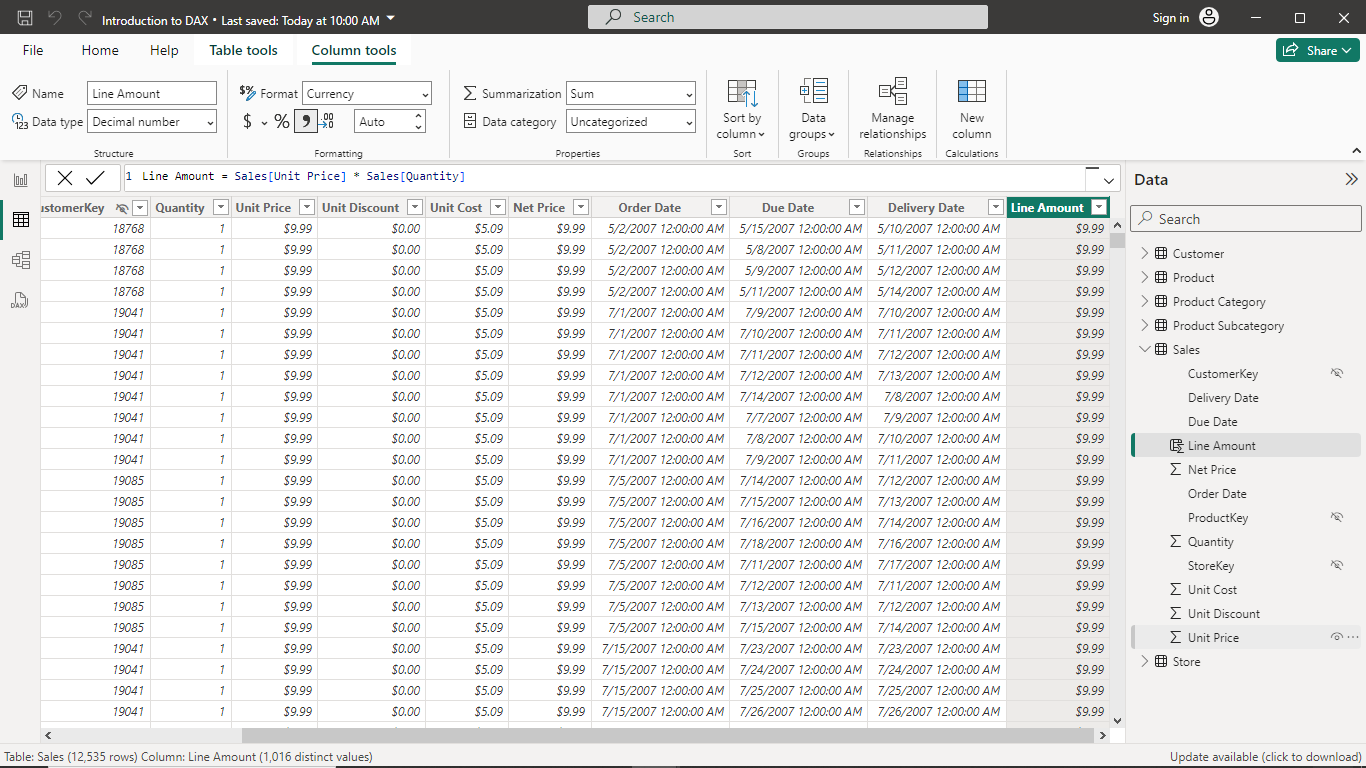 Introduction to DAX • Last saved: Today at 10:00 AM
Search
Sign in
File Home Help Table tools Column tools
Share
Name Line Amount
Data type Decimal number
Structure
$% Format Currency
$ % , .00 Auto
Formatting
Σ Summarization Sum
Data category Uncategorized
Properties
Sort by column
Sort
Data groups
Groups
Manage relationships
Relationships
New column
Calculations
1 Line Amount = Sales[Unit Price] * Sales[Quantity]
ustomerKey Quantity Unit Price Unit Discount Unit Cost Net Price Order Date Due Date Delivery Date Line Amount
18768 1 $9.99 $0.00 $5.09 $9.99 5/2/2007 12:00:00 AM 5/15/2007 12:00:00 AM 5/10/2007 12:00:00 AM $9.99
18768 1 $9.99 $0.00 $5.09 $9.99 5/2/2007 12:00:00 AM 5/8/2007 12:00:00 AM 5/11/2007 12:00:00 AM $9.99
18768 1 $9.99 $0.00 $5.09 $9.99 5/2/2007 12:00:00 AM 5/9/2007 12:00:00 AM 5/12/2007 12:00:00 AM $9.99
18768 1 $9.99 $0.00 $5.09 $9.99 5/2/2007 12:00:00 AM 5/11/2007 12:00:00 AM 5/14/2007 12:00:00 AM $9.99
19041 1 $9.99 $0.00 $5.09 $9.99 7/1/2007 12:00:00 AM 7/9/2007 12:00:00 AM 7/10/2007 12:00:00 AM $9.99
19041 1 $9.99 $0.00 $5.09 $9.99 7/1/2007 12:00:00 AM 7/10/2007 12:00:00 AM 7/11/2007 12:00:00 AM $9.99
19041 1 $9.99 $0.00 $5.09 $9.99 7/1/2007 12:00:00 AM 7/11/2007 12:00:00 AM 7/12/2007 12:00:00 AM $9.99
19041 1 $9.99 $0.00 $5.09 $9.99 7/1/2007 12:00:00 AM 7/12/2007 12:00:00 AM 7/13/2007 12:00:00 AM $9.99
19041 1 $9.99 $0.00 $5.09 $9.99 7/1/2007 12:00:00 AM 7/14/2007 12:00:00 AM 7/8/2007 12:00:00 AM $9.99
19041 1 $9.99 $0.00 $5.09 $9.99 7/1/2007 12:00:00 AM 7/7/2007 12:00:00 AM 7/9/2007 12:00:00 AM $9.99
19041 1 $9.99 $0.00 $5.09 $9.99 7/1/2007 12:00:00 AM 7/8/2007 12:00:00 AM 7/10/2007 12:00:00 AM $9.99
19041 1 $9.99 $0.00 $5.09 $9.99 7/1/2007 12:00:00 AM 7/9/2007 12:00:00 AM 7/11/2007 12:00:00 AM $9.99
19085 1 $9.99 $0.00 $5.09 $9.99 7/5/2007 12:00:00 AM 7/14/2007 12:00:00 AM 7/12/2007 12:00:00 AM $9.99
19085 1 $9.99 $0.00 $5.09 $9.99 7/5/2007 12:00:00 AM 7/15/2007 12:00:00 AM 7/13/2007 12:00:00 AM $9.99
19085 1 $9.99 $0.00 $5.09 $9.99 7/5/2007 12:00:00 AM 7/16/2007 12:00:00 AM 7/14/2007 12:00:00 AM $9.99
19085 1 $9.99 $0.00 $5.09 $9.99 7/5/2007 12:00:00 AM 7/18/2007 12:00:00 AM 7/16/2007 12:00:00 AM $9.99
19085 1 $9.99 $0.00 $5.09 $9.99 7/5/2007 12:00:00 AM 7/11/2007 12:00:00 AM 7/17/2007 12:00:00 AM $9.99
19085 1 $9.99 $0.00 $5.09 $9.99 7/5/2007 12:00:00 AM 7/12/2007 12:00:00 AM 7/11/2007 12:00:00 AM $9.99
19085 1 $9.99 $0.00 $5.09 $9.99 7/5/2007 12:00:00 AM 7/13/2007 12:00:00 AM 7/12/2007 12:00:00 AM $9.99
19085 1 $9.99 $0.00 $5.09 $9.99 7/5/2007 12:00:00 AM 7/15/2007 12:00:00 AM 7/14/2007 12:00:00 AM $9.99
19041 1 $9.99 $0.00 $5.09 $9.99 7/15/2007 12:00:00 AM 7/23/2007 12:00:00 AM 7/23/2007 12:00:00 AM $9.99
19041 1 $9.99 $0.00 $5.09 $9.99 7/15/2007 12:00:00 AM 7/24/2007 12:00:00 AM 7/24/2007 12:00:00 AM $9.99
19041 1 $9.99 $0.00 $5.09 $9.99 7/15/2007 12:00:00 AM 7/25/2007 12:00:00 AM 7/25/2007 12:00:00 AM $9.99
19041 1 $9.99 $0.00 $5.09 $9.99 7/15/2007 12:00:00 AM 7/26/2007 12:00:00 AM 7/26/2007 12:00:00 AM $9.99
Data
Search
Customer
Product
Product Category
Product Subcategory
Sales
CustomerKey
Delivery Date
Due Date
Line Amount
Σ Net Price
Order Date
ProductKey
Σ Quantity
StoreKey
Σ Unit Cost
Σ Unit Discount
Σ Unit Price
Store
Table: Sales (12,535 rows) Column: Line Amount (1,016 distinct values)
Update available (click to download)